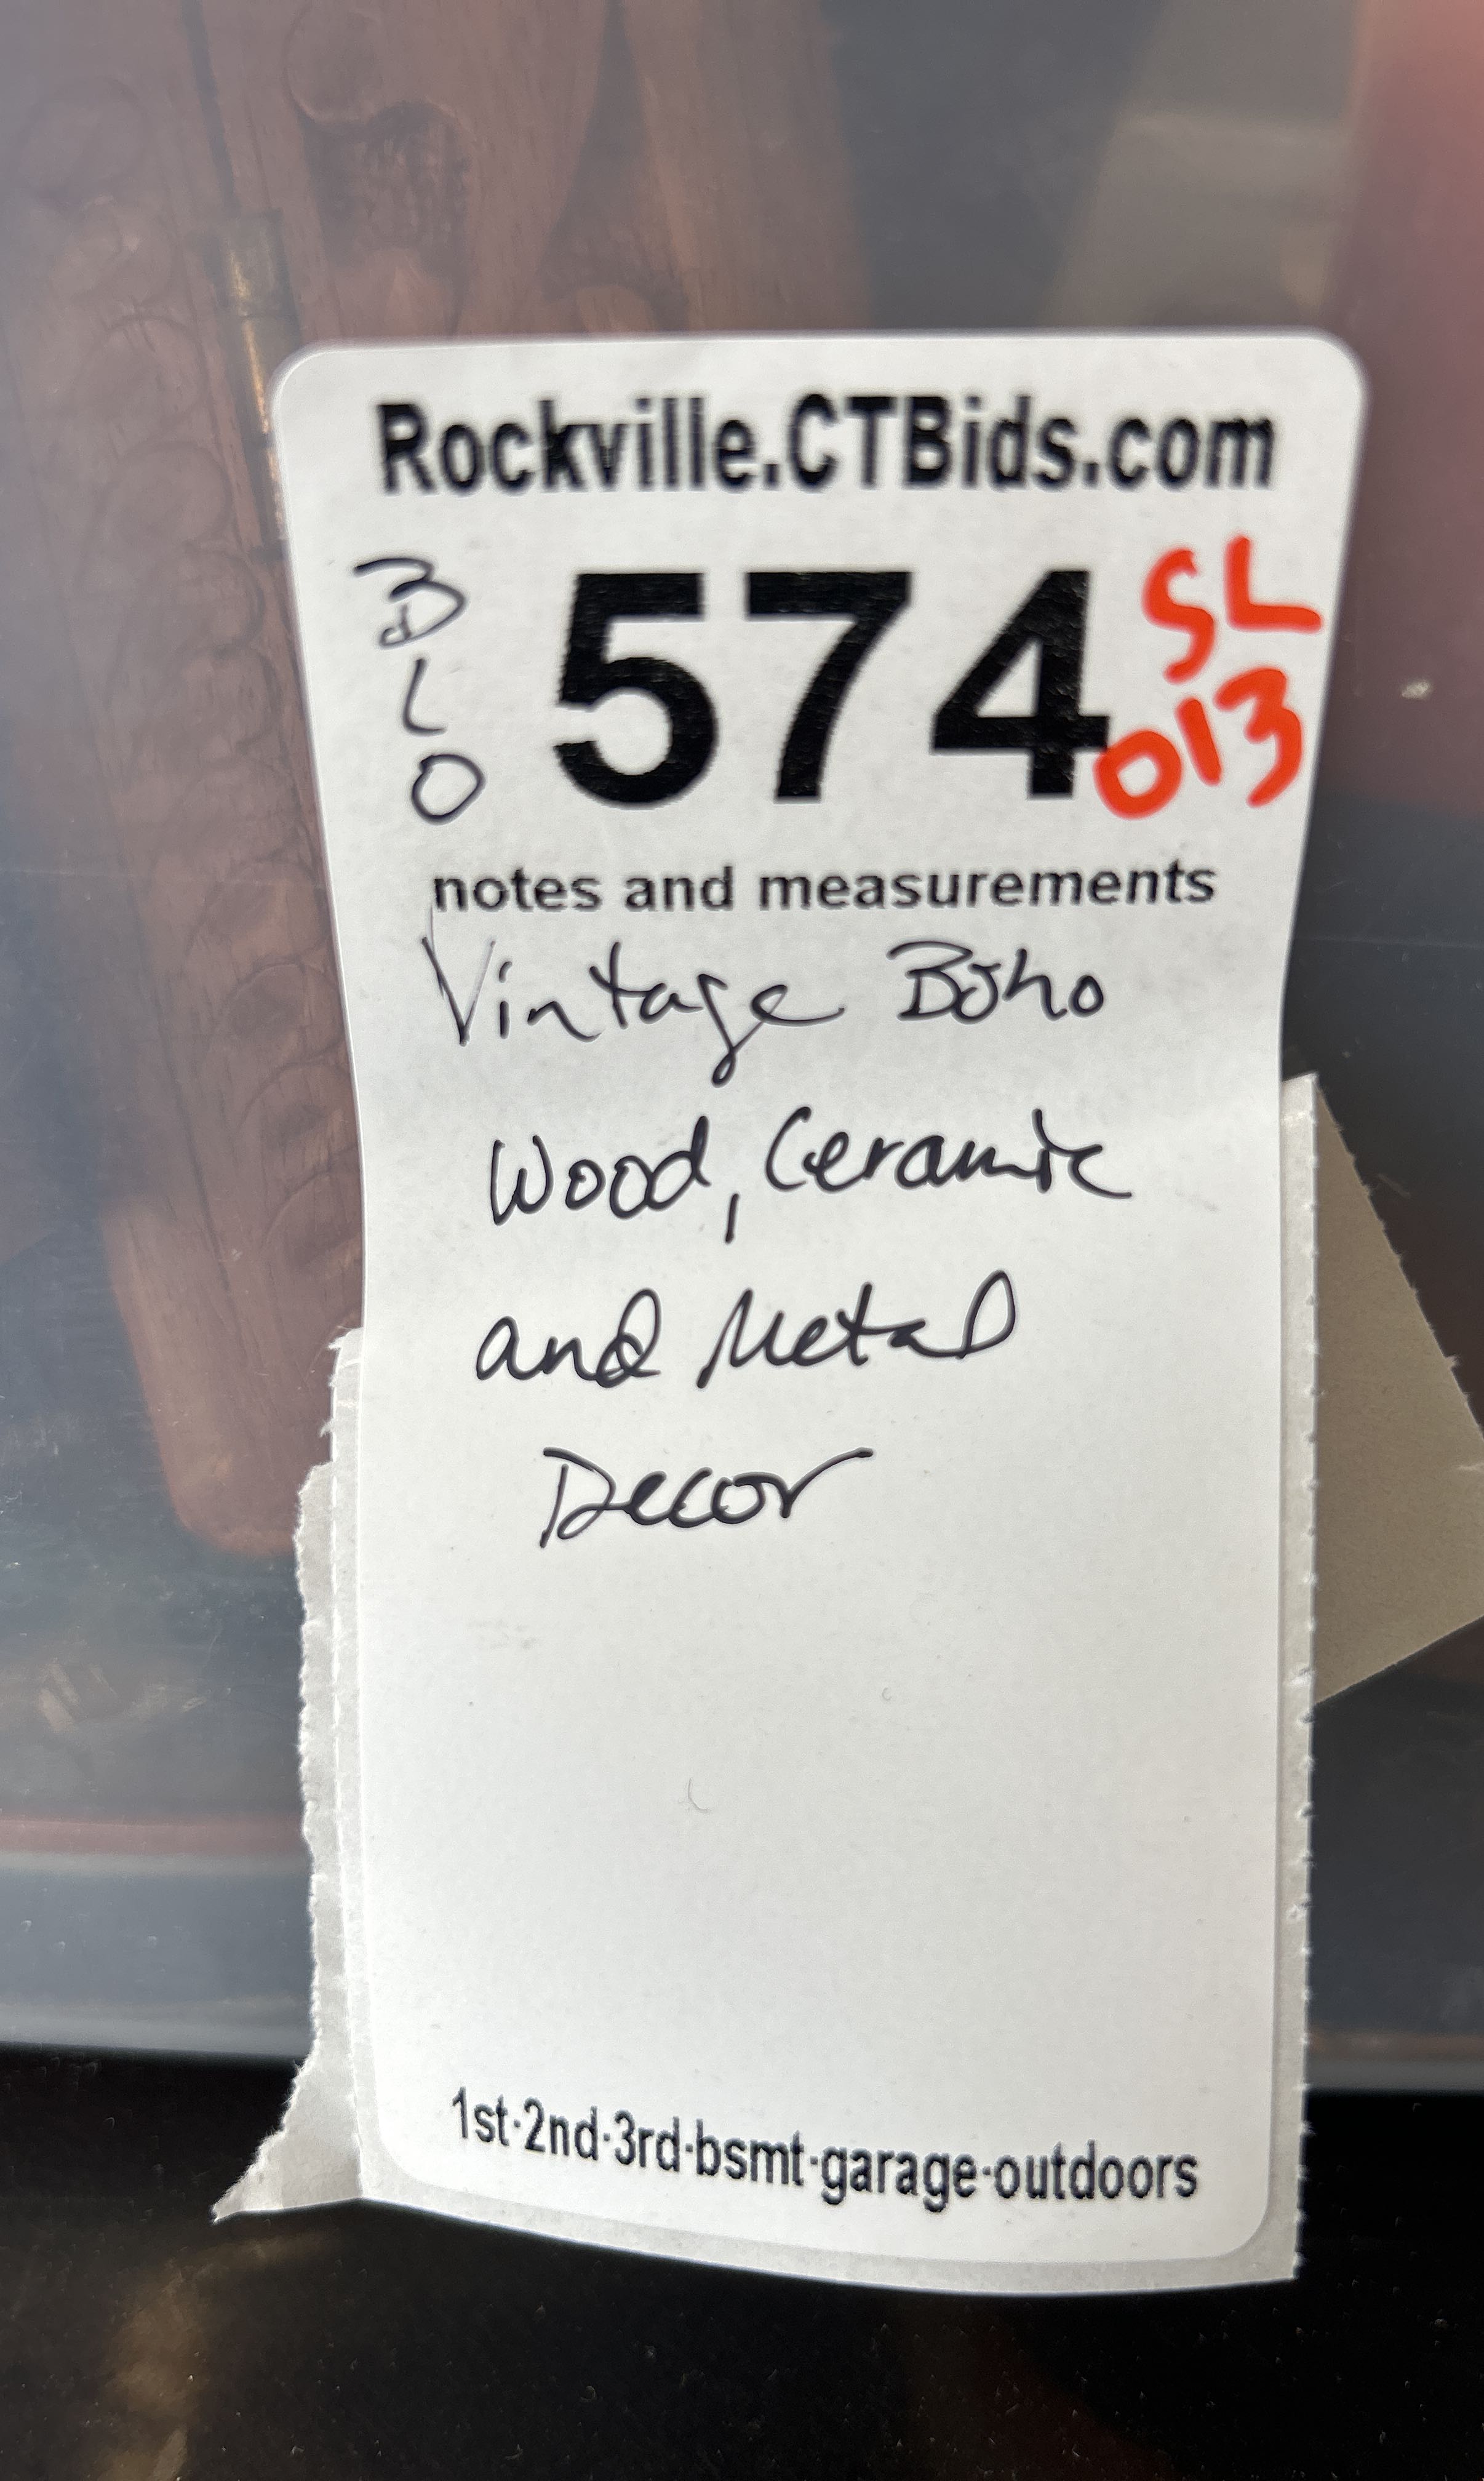 Rockville.CTBids.com
B
L
O
574
SL
013
notes and measurements
Vintage Boho
Wood, Ceramic
and Metal
Decor
1st·2nd·3rd·bsmt·garage·outdoors